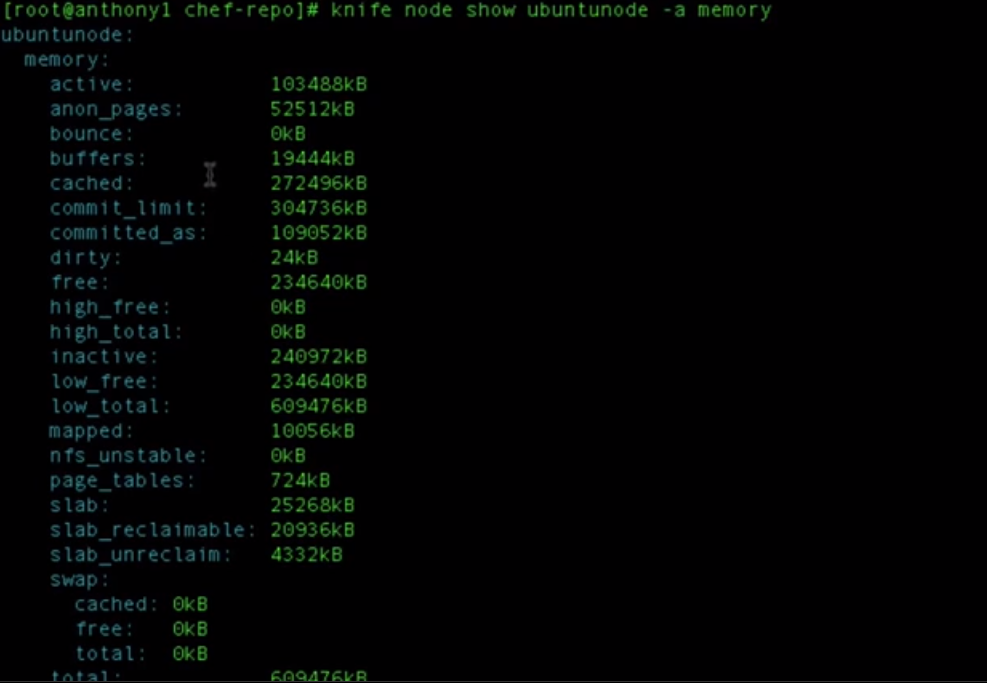 [root@anthony1 chef-repo]# knife node show ubuntunode -a memory
ubuntunode:
  memory:
    active:            103488kB
    anon_pages:        52512kB
    bounce:            0kB
    buffers:           19444kB
    cached:            272496kB
    commit_limit:      304736kB
    committed_as:      109052kB
    dirty:             24kB
    free:              234640kB
    high_free:         0kB
    high_total:        0kB
    inactive:          240972kB
    low_free:          234640kB
    low_total:         609476kB
    mapped:            10056kB
    nfs_unstable:      0kB
    page_tables:       724kB
    slab:              25268kB
    slab_reclaimable:  20936kB
    slab_unreclaim:    4332kB
    swap:
      cached:  0kB
      free:    0kB
      total:   0kB
    total:             609476kB